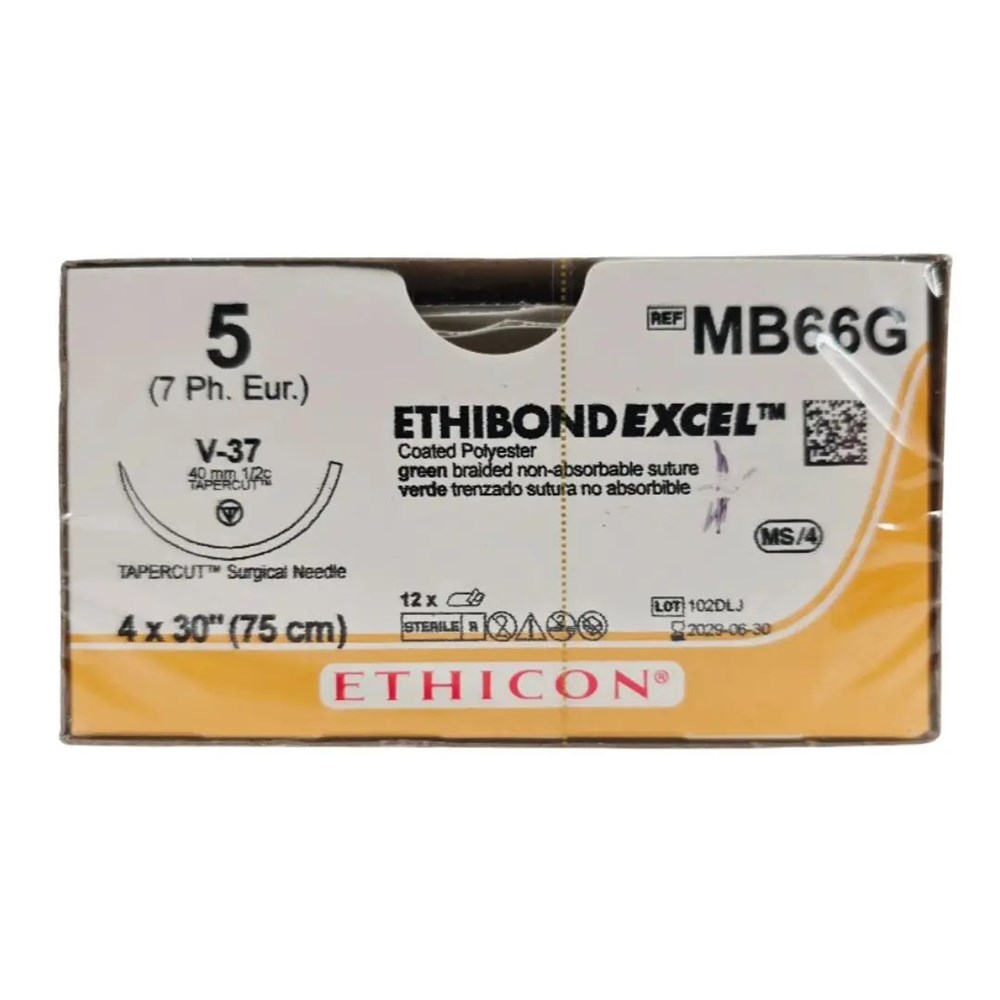 5
(7 Ph. Eur.)
V-37
40 mm 1/2c
TAPERCUT™
TAPERCUT™ Surgical Needle
4 x 30" (75 cm)
REF MB66G
ETHIBOND EXCEL™
Coated Polyester
green braided non-absorbable suture
verde trenzado sutura no absorbible
MS/4
12 x
STERILE R
LOT 102DLJ
2029-06-30
ETHICON®